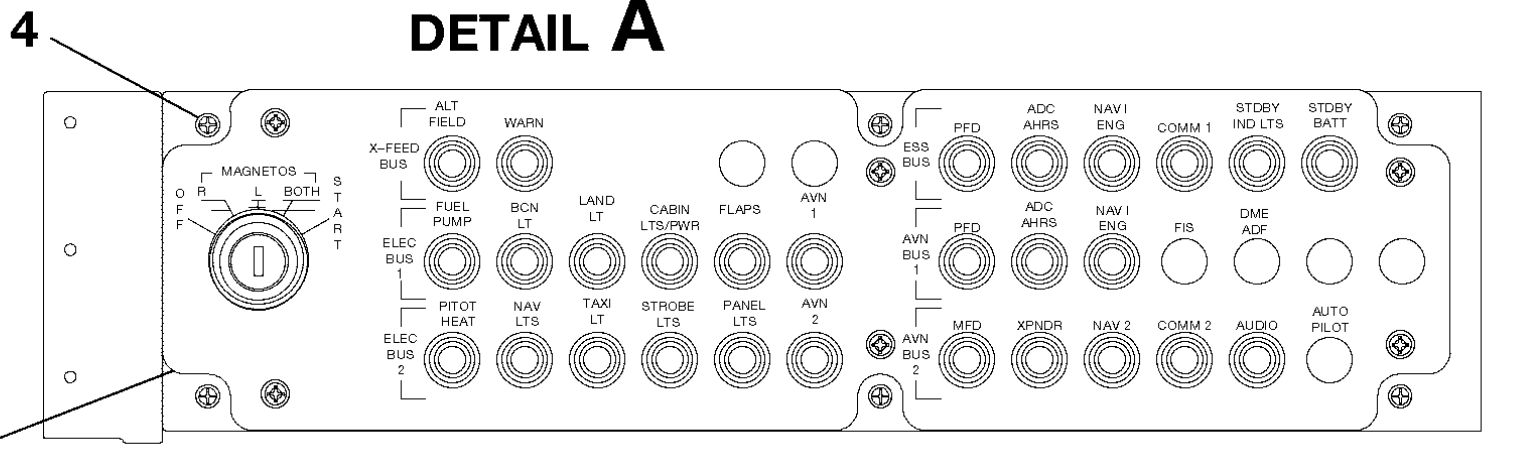 4
DETAIL A
MAGNETOS
OFF
R
L
BOTH
START
X-FEED
BUS
ALT
FIELD
WARN
ELEC
BUS
1
FUEL
PUMP
BCN
LT
LAND
LT
CABIN
LTS/PWR
FLAPS
AVN
1
ELEC
BUS
2
PITOT
HEAT
NAV
LTS
TAXI
LT
STROBE
LTS
PANEL
LTS
AVN
2
ESS
BUS
PFD
ADC
AHRS
NAV I
ENG
COMM 1
STDBY
IND LTS
STDBY
BATT
AVN
BUS
1
PFD
ADC
AHRS
NAV I
ENG
FIS
DME
ADF
AVN
BUS
2
MFD
XPNDR
NAV 2
COMM 2
AUDIO
AUTO
PILOT